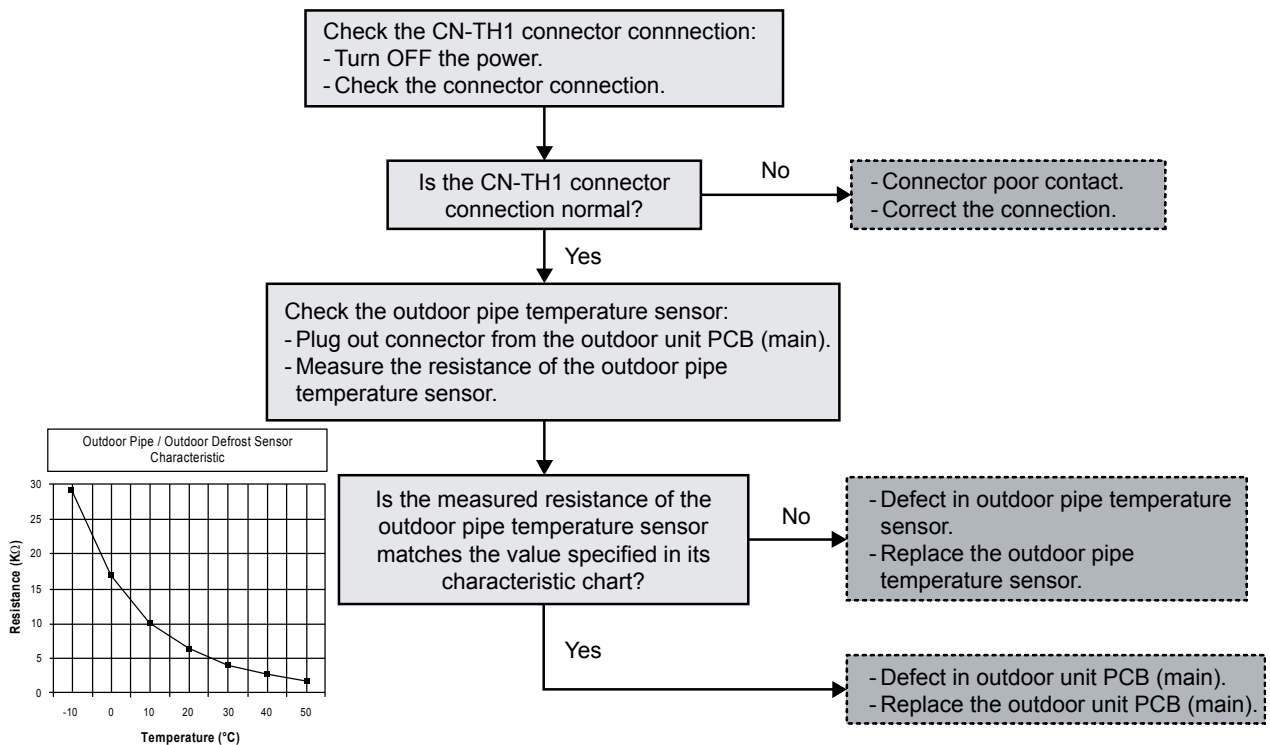 Check the CN-TH1 connector connnection:
- Turn OFF the power.
- Check the connector connection.
Is the CN-TH1 connector
connection normal?
No
- Connector poor contact.
- Correct the connection.
Yes
Check the outdoor pipe temperature sensor:
- Plug out connector from the outdoor unit PCB (main).
- Measure the resistance of the outdoor pipe
temperature sensor.
Is the measured resistance of the
outdoor pipe temperature sensor
matches the value specified in its
characteristic chart?
No
- Defect in outdoor pipe temperature
sensor.
- Replace the outdoor pipe
temperature sensor.
Yes
- Defect in outdoor unit PCB (main).
- Replace the outdoor unit PCB (main).
Outdoor Pipe / Outdoor Defrost Sensor
Characteristic
Resistance (KΩ)
30
25
20
15
10
5
0
-10 0 10 20 30 40 50
Temperature (°C)